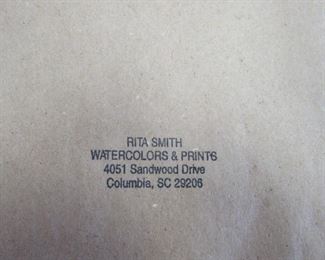 RITA SMITH
WATERCOLORS & PRINTS
4051 Sandwood Drive
Columbia, SC 29206